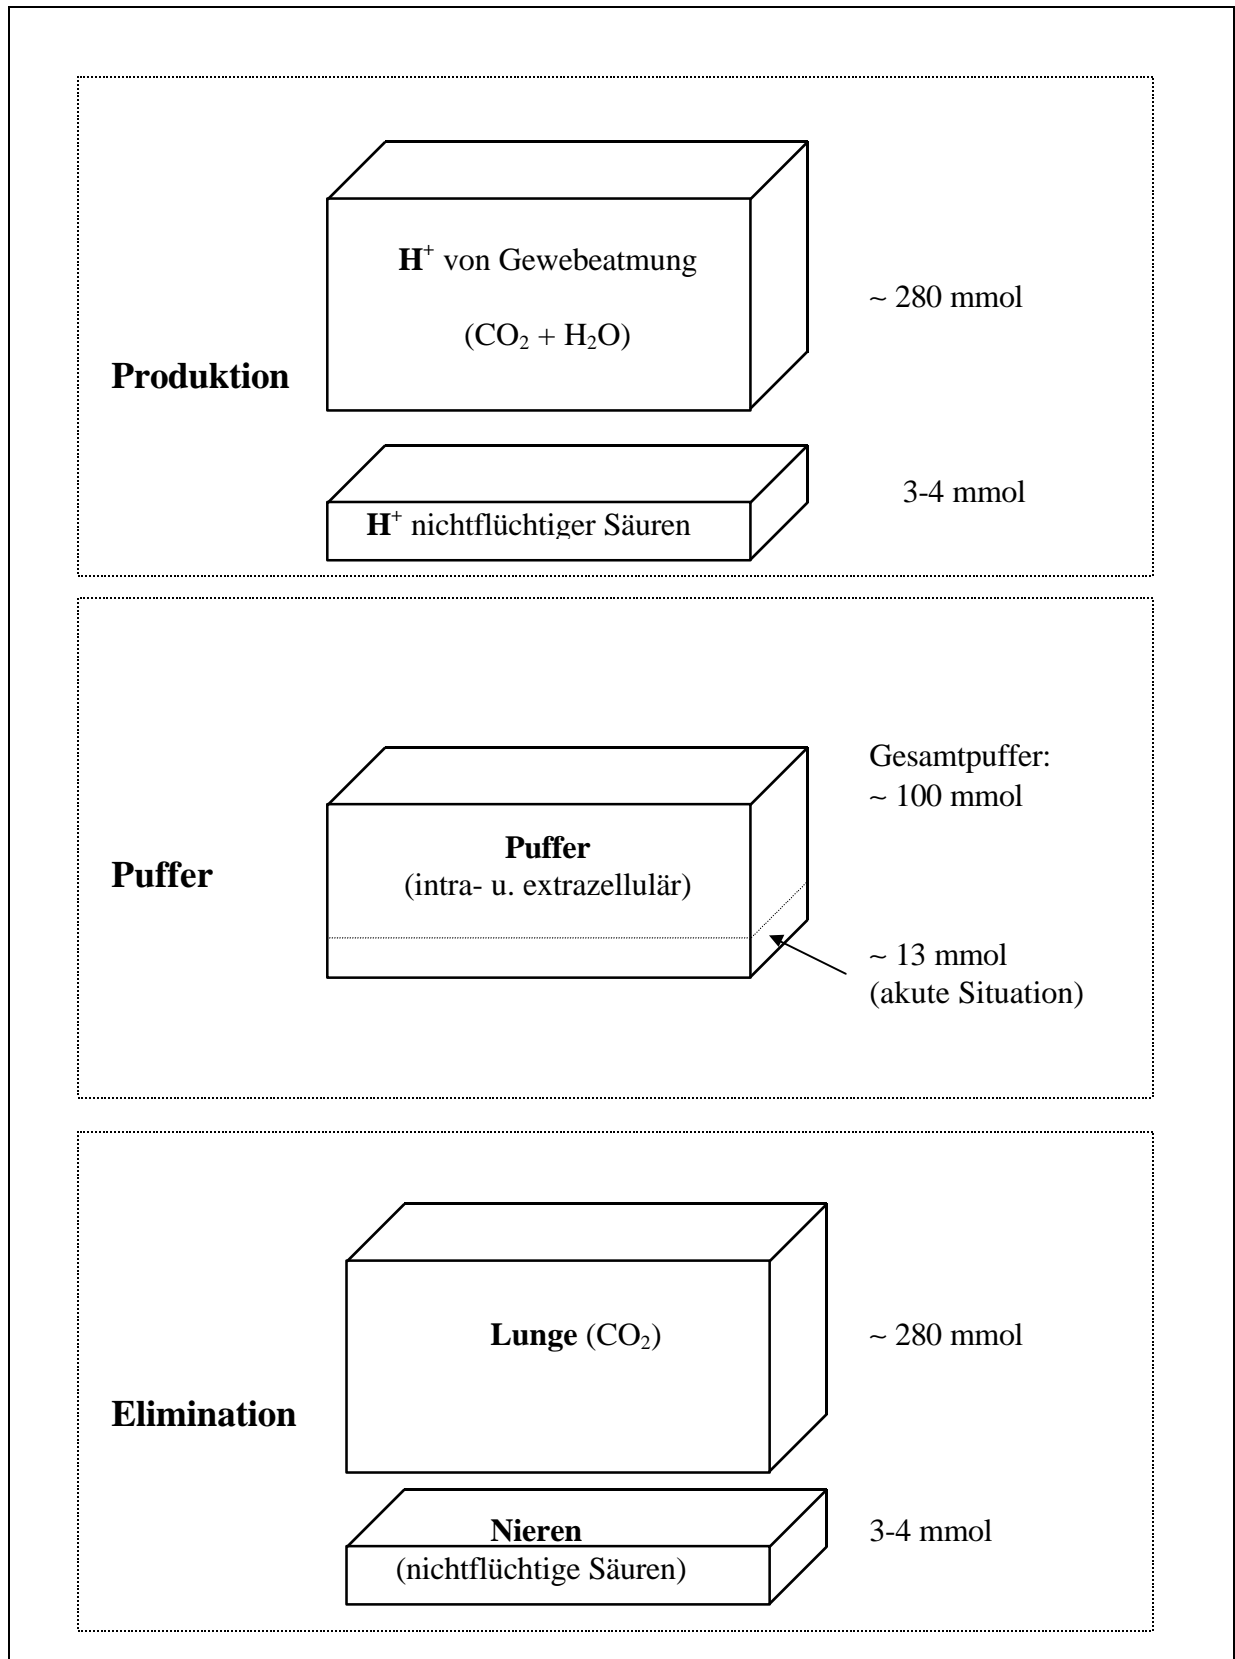 H⁺ von Gewebeatmung
(CO₂ + H₂O)
~ 280 mmol
Produktion
H⁺ nichtflüchtiger Säuren
3-4 mmol
Gesamtpuffer:
~ 100 mmol
Puffer
(intra- u. extrazellulär)
Puffer
~ 13 mmol
(akute Situation)
Lunge (CO₂)
~ 280 mmol
Elimination
Nieren
(nichtflüchtige Säuren)
3-4 mmol